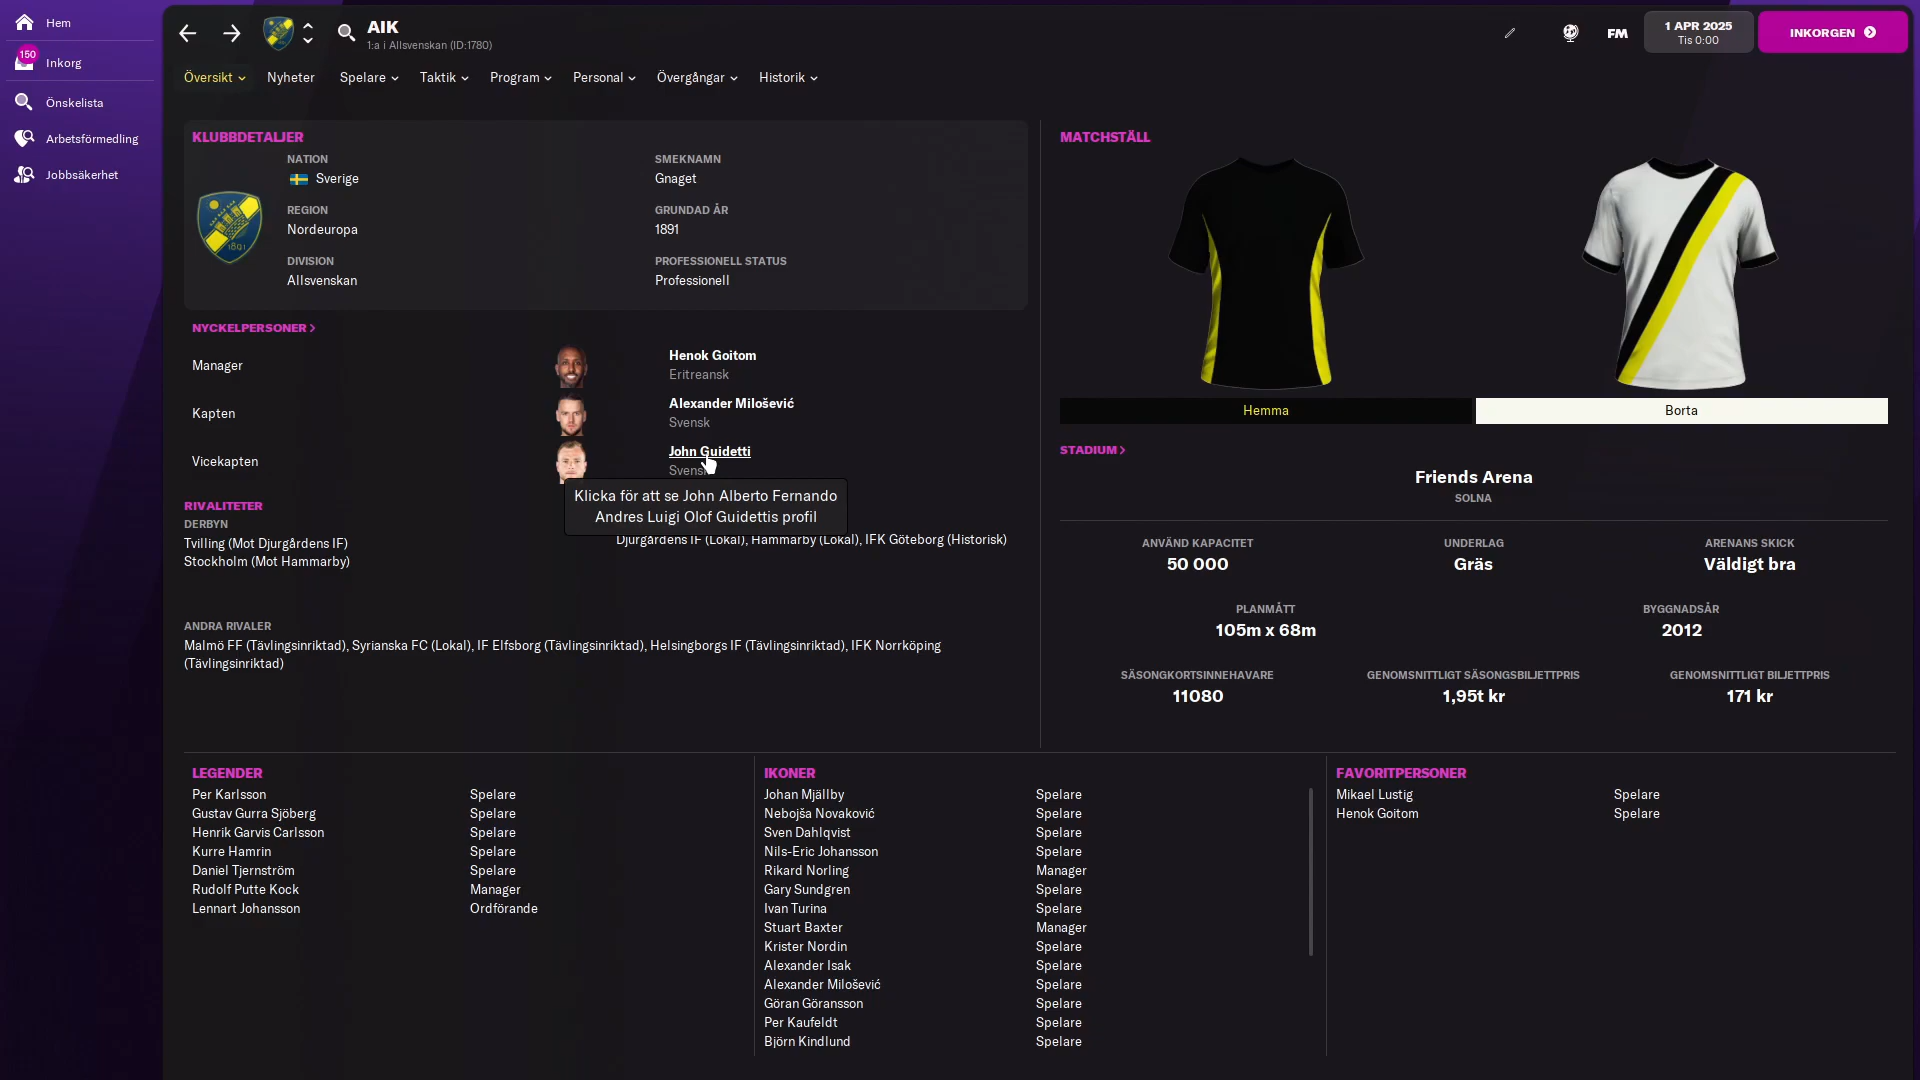 Hem
150
Inkorg
Önskelista
Arbetsförmedling
Jobbsäkerhet
AIK
1:a i Allsvenskan (ID:1780)
FM
1 APR 2025
Tis 0:00
INKORGEN
Översikt
Nyheter
Spelare
Taktik
Program
Personal
Övergångar
Historik
KLUBBDETALJER
1891
NATION
Sverige
SMEKNAMN
Gnaget
REGION
Nordeuropa
GRUNDAD ÅR
1891
DIVISION
Allsvenskan
PROFESSIONELL STATUS
Professionell
NYCKELPERSONER
Manager
Henok Goitom
Eritreansk
Kapten
Alexander Milošević
Svensk
Vicekapten
John Guidetti
Svensk
Klicka för att se John Alberto Fernando
Andres Luigi Olof Guidettis profil
RIVALITETER
DERBYN
Tvilling (Mot Djurgårdens IF)
Stockholm (Mot Hammarby)
Djurgårdens IF (Lokal), Hammarby (Lokal), IFK Göteborg (Historisk)
ANDRA RIVALER
Malmö FF (Tävlingsinriktad), Syrianska FC (Lokal), IF Elfsborg (Tävlingsinriktad), Helsingborgs IF (Tävlingsinriktad), IFK Norrköping
(Tävlingsinriktad)
MATCHSTÄLL
Hemma
Borta
STADIUM
Friends Arena
SOLNA
ANVÄND KAPACITET
50 000
UNDERLAG
Gräs
ARENANS SKICK
Väldigt bra
PLANMÅTT
105m x 68m
BYGGNADSÅR
2012
SÄSONGKORTSINNEHAVARE
11080
GENOMSNITTLIGT SÄSONGSBILJETTPRIS
1,95t kr
GENOMSNITTLIGT BILJETTPRIS
171 kr
LEGENDER
Per Karlsson Spelare
Gustav Gurra Sjöberg Spelare
Henrik Garvis Carlsson Spelare
Kurre Hamrin Spelare
Daniel Tjernström Spelare
Rudolf Putte Kock Manager
Lennart Johansson Ordförande
IKONER
Johan Mjällby Spelare
Nebojša Novaković Spelare
Sven Dahlqvist Spelare
Nils-Eric Johansson Spelare
Rikard Norling Manager
Gary Sundgren Spelare
Ivan Turina Spelare
Stuart Baxter Manager
Krister Nordin Spelare
Alexander Isak Spelare
Alexander Milošević Spelare
Göran Göransson Spelare
Per Kaufeldt Spelare
Björn Kindlund Spelare
FAVORITPERSONER
Mikael Lustig Spelare
Henok Goitom Spelare